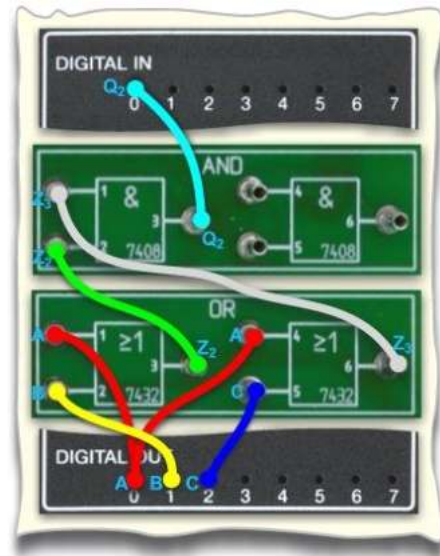 DIGITAL IN
Q2
0 1 2 3 4 5 6 7
AND
Z3 1 & 4 &
3 Q2 6
Z2 2 7408 5 7408
OR
A 1 ≥1 A 4 ≥1
3 Z2 6 Z3
B 2 7432 C 5 7432
DIGITAL OUT
A 0 B 1 C 2 3 4 5 6 7